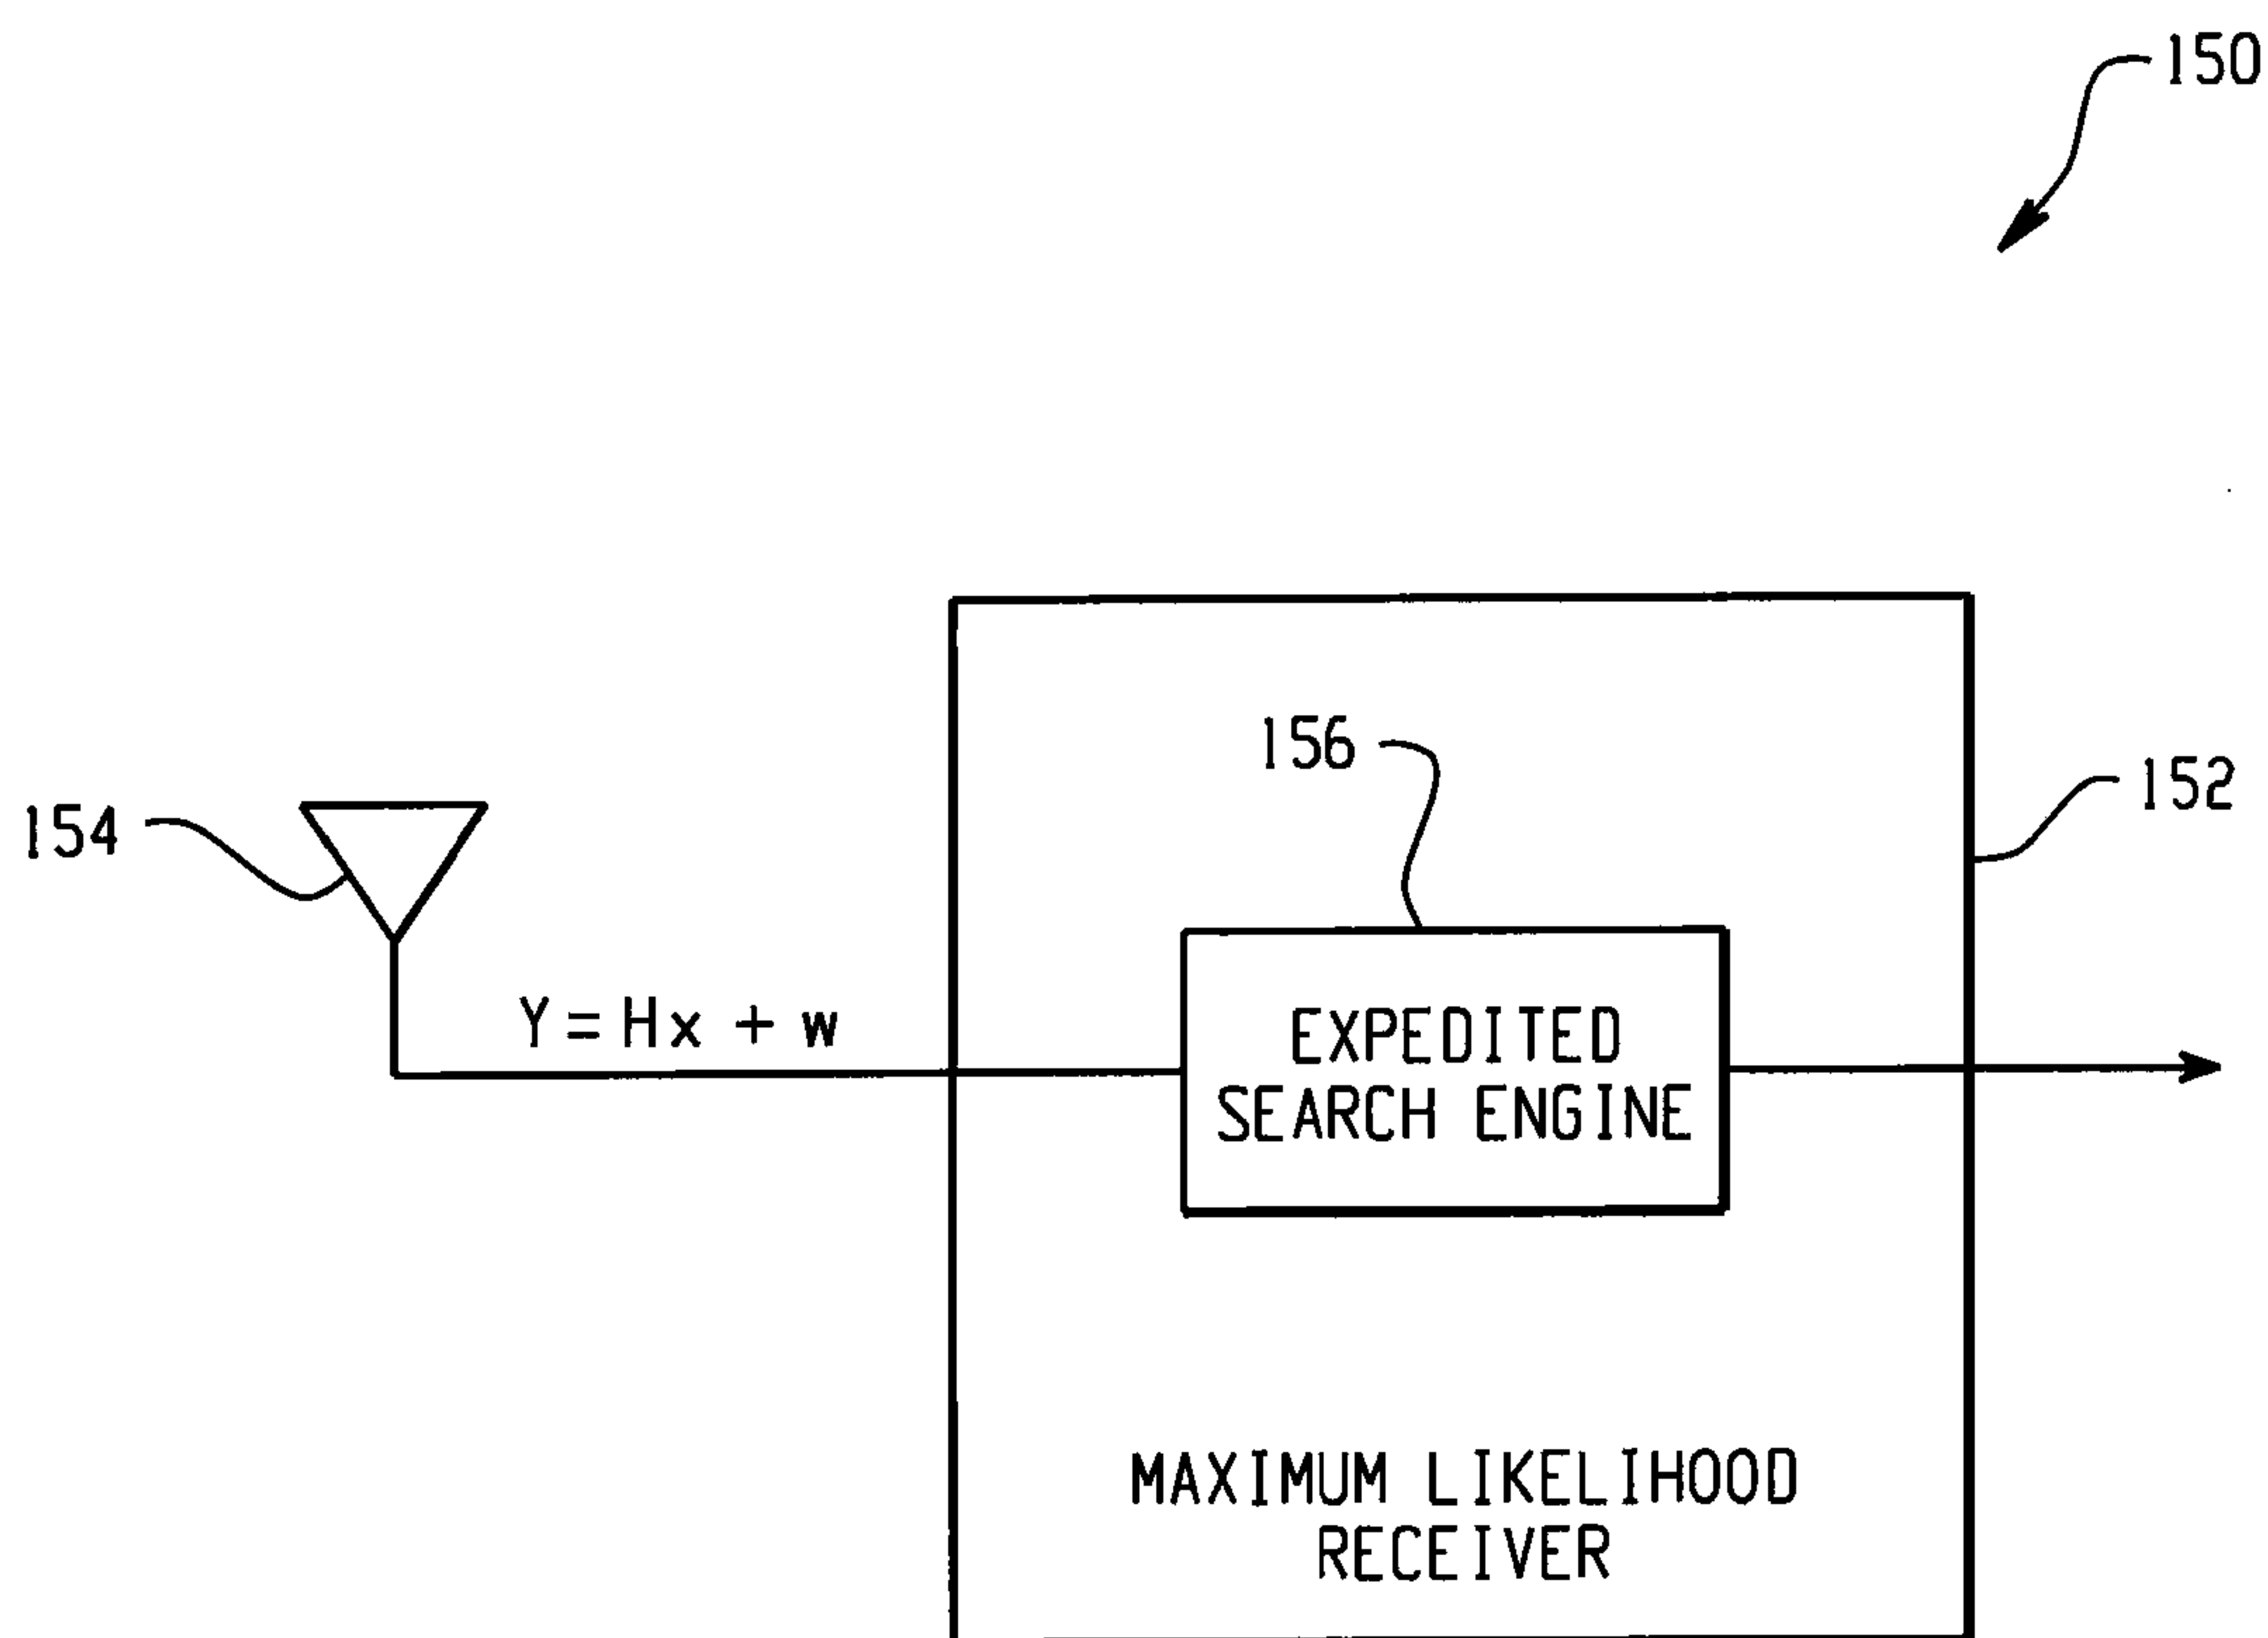 150
156
152
154
Y = Hx + w
EXPEDITED
SEARCH ENGINE
MAXIMUM LIKELIHOOD
RECEIVER